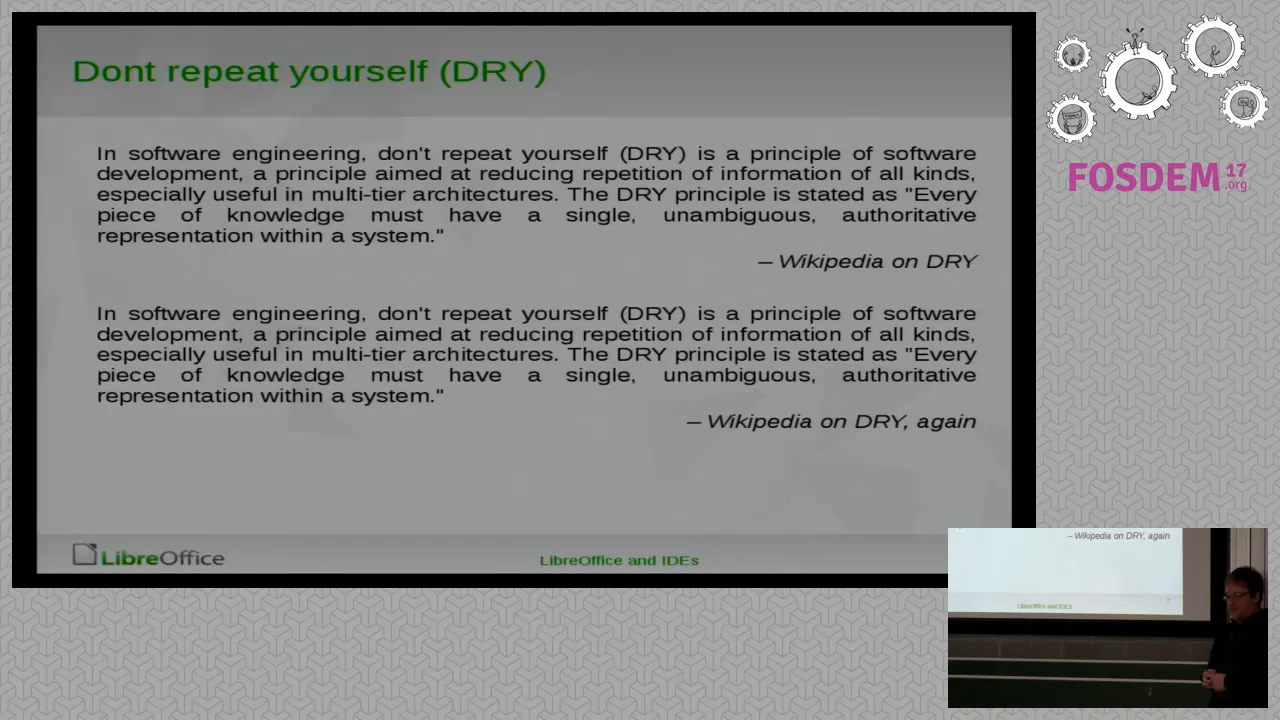 Dont repeat yourself (DRY)
In software engineering, don't repeat yourself (DRY) is a principle of software
development, a principle aimed at reducing repetition of information of all kinds,
especially useful in multi-tier architectures. The DRY principle is stated as "Every
piece of knowledge must have a single, unambiguous, authoritative
representation within a system."
– Wikipedia on DRY
In software engineering, don't repeat yourself (DRY) is a principle of software
development, a principle aimed at reducing repetition of information of all kinds,
especially useful in multi-tier architectures. The DRY principle is stated as "Every
piece of knowledge must have a single, unambiguous, authoritative
representation within a system."
– Wikipedia on DRY, again
LibreOffice
LibreOffice and IDEs
FOSDEM 17
.org
– Wikipedia on DRY, again
LibreOffice and IDEs